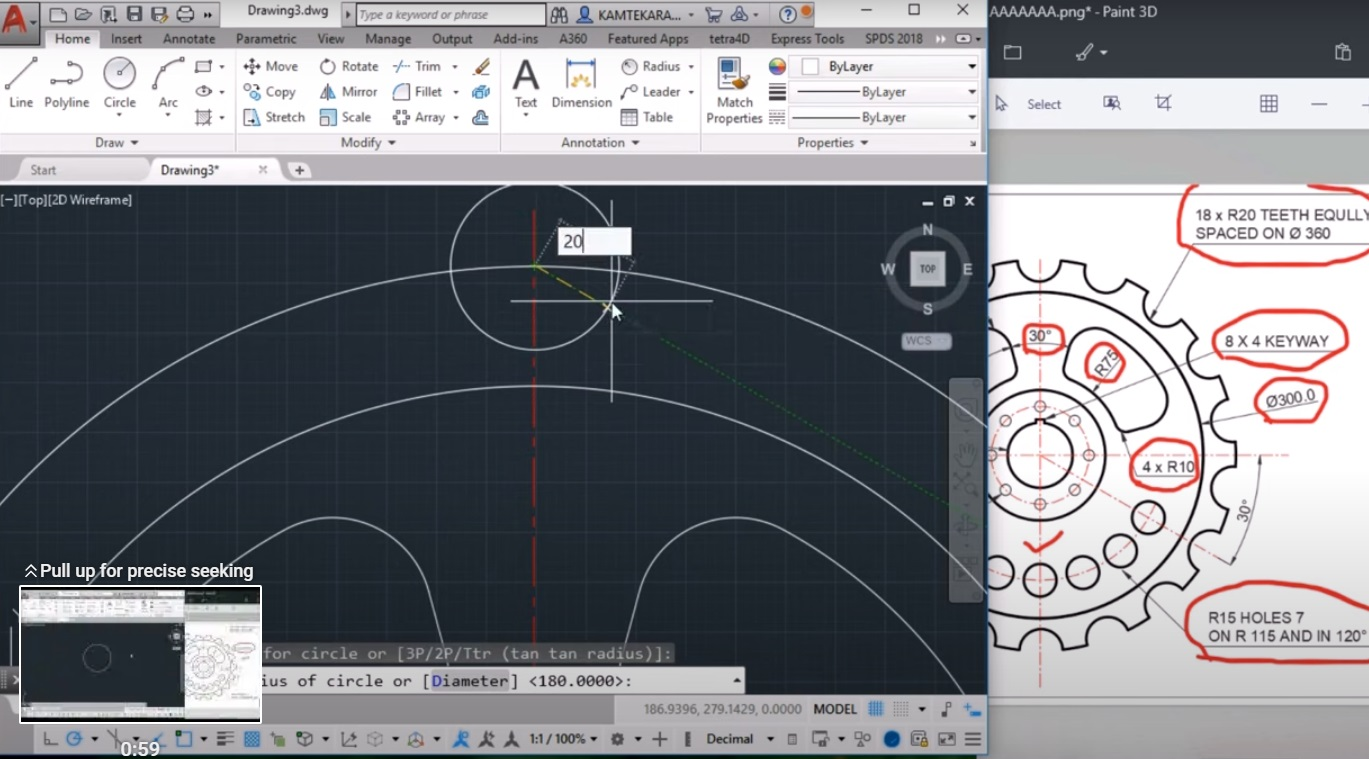 Drawing3.dwg
Type a keyword or phrase
KAMTEKARA...
AAAAAAA.png* - Paint 3D
Home Insert Annotate Parametric View Manage Output Add-ins A360 Featured Apps tetra4D Express Tools SPDS 2018
Move Rotate Trim Radius ByLayer
Copy Mirror Fillet Leader ByLayer
Line Polyline Circle Arc Text Dimension Match Properties Select
Stretch Scale Array Table ByLayer
Draw Modify Annotation Properties
Start Drawing3*
[−][Top][2D Wireframe]
20
N
W TOP E
S
WCS
18 x R20 TEETH EQULLY
SPACED ON Ø 360
30°
R75
8 X 4 KEYWAY
Ø300.0
4 x R10
30°
R15 HOLES 7
ON R 115 AND IN 120°
Pull up for precise seeking
for circle or [3P/2P/Ttr (tan tan radius)]:
ius of circle or [Diameter] <180.0000>:
186.9396, 279.1429, 0.0000 MODEL
1:1 / 100% Decimal
0:59